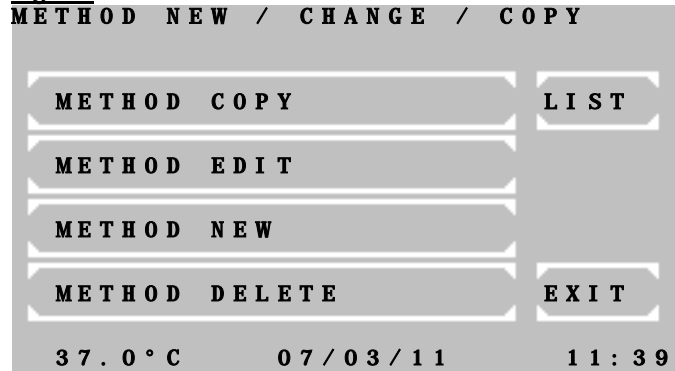 METHOD NEW / CHANGE / COPY
METHOD COPY LIST
METHOD EDIT
METHOD NEW
METHOD DELETE EXIT
37.0°C 07/03/11 11:39